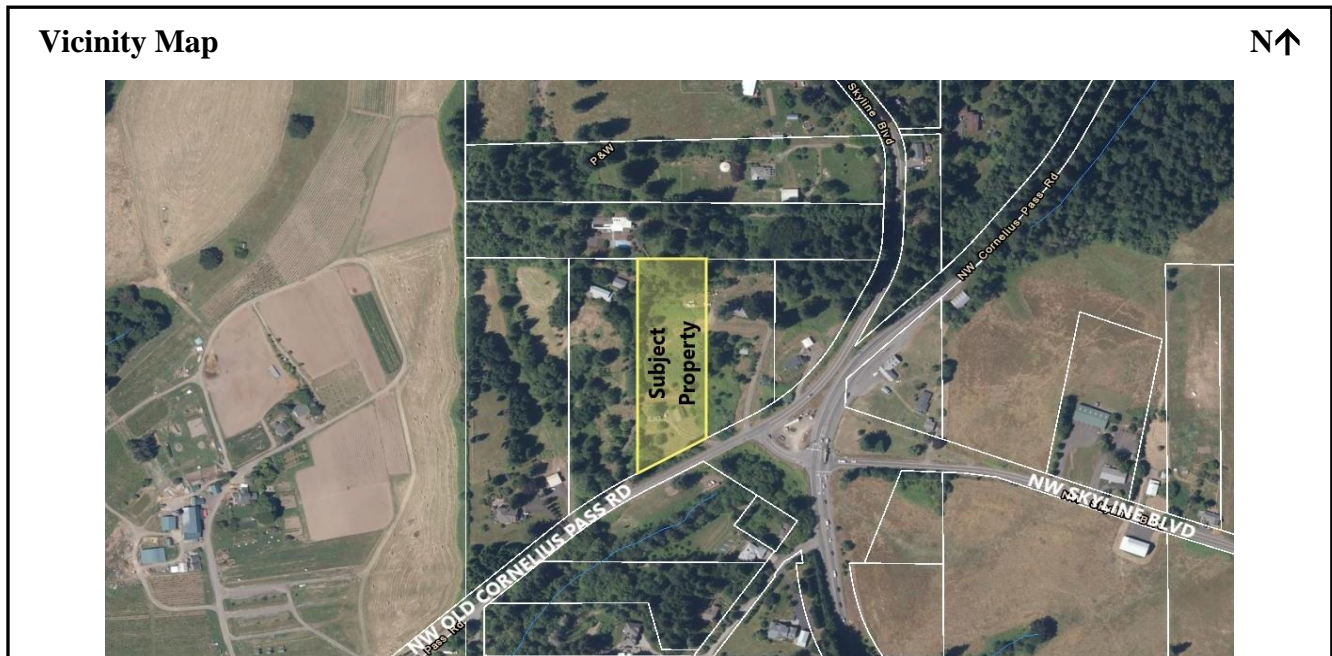 Vicinity Map
N↑
Skyline Blvd
P&W
NW Cornelius Pass Rd
Subject
Property
NW SKYLINE BLVD
NW OLD CORNELIUS PASS RD
Pass Rd